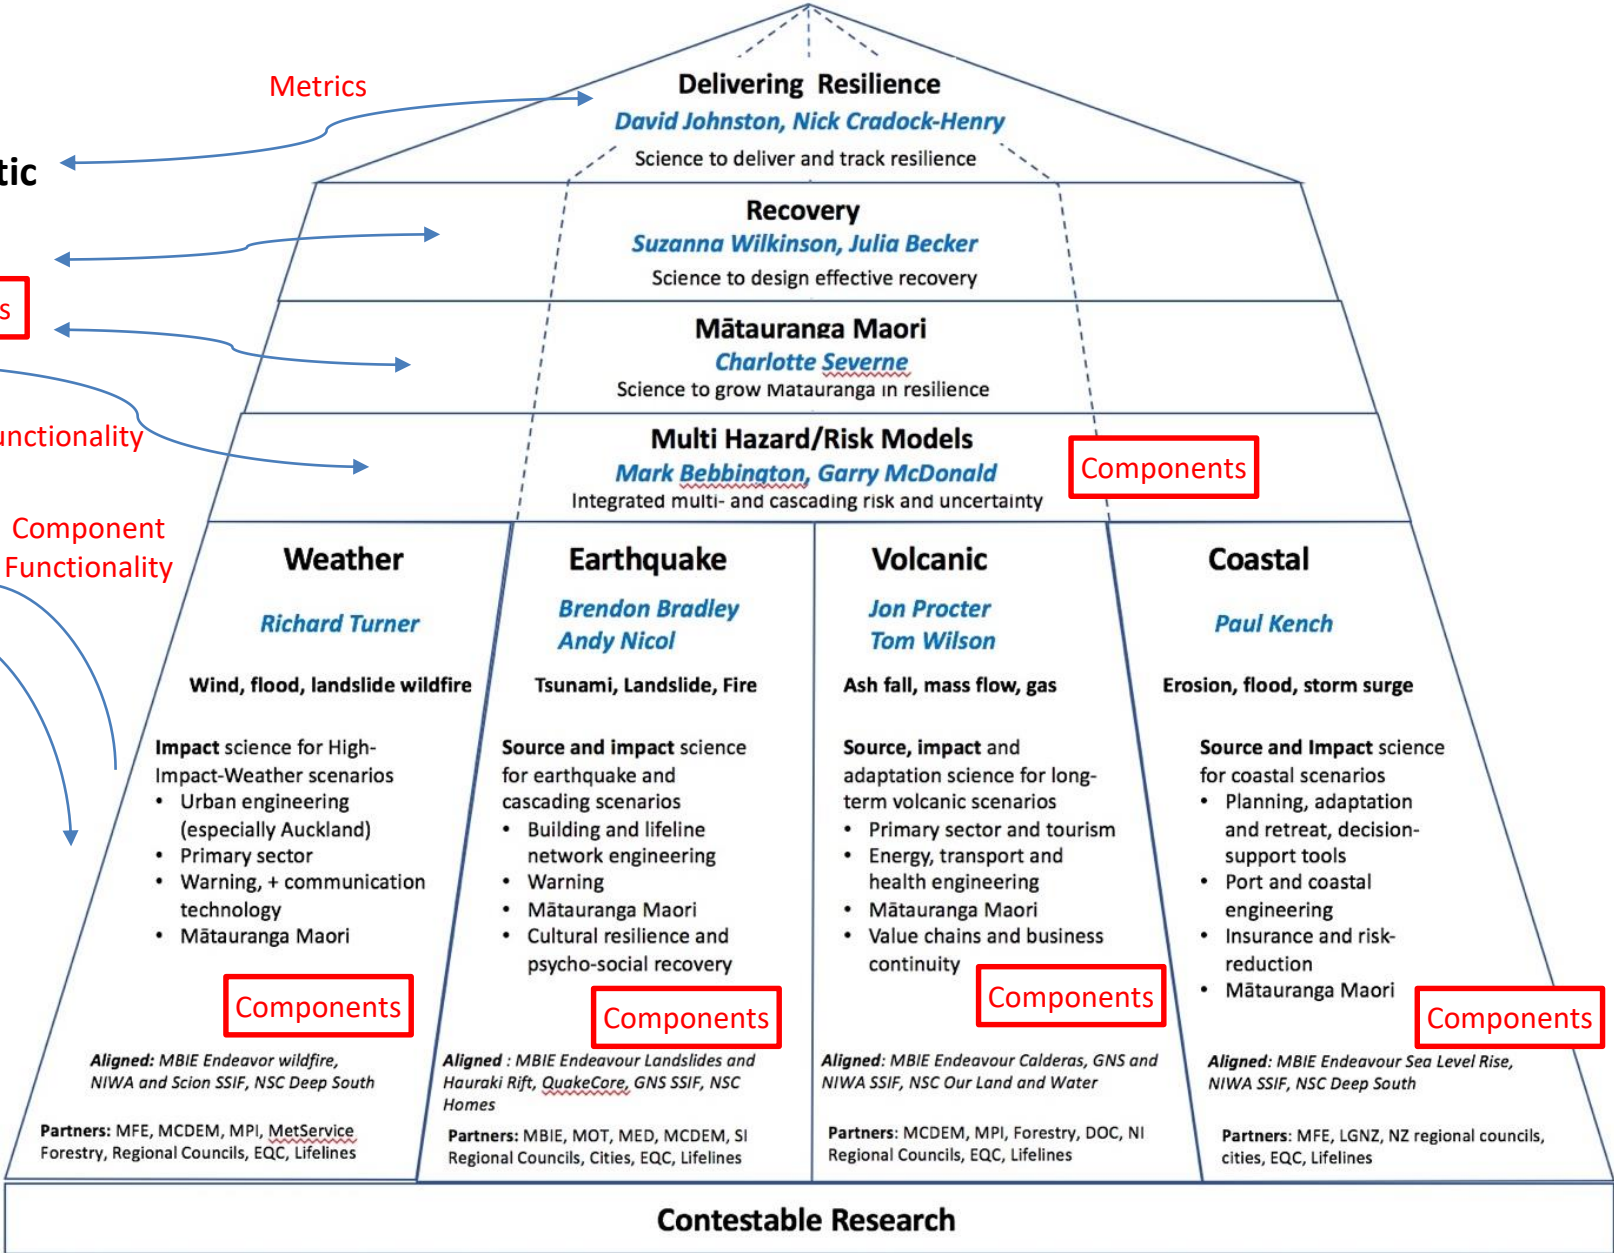 Metrics
Delivering Resilience
David Johnston, Nick Cradock-Henry
Science to deliver and track resilience
tic
Recovery
Suzanna Wilkinson, Julia Becker
Science to design effective recovery
s
Mātauranga Maori
Charlotte Severne
Science to grow Matauranga in resilience
unctionality
Multi Hazard/Risk Models
Mark Bebbington, Garry McDonald
Integrated multi- and cascading risk and uncertainty
Components
Component
Functionality
Weather
Richard Turner
Wind, flood, landslide wildfire
Impact science for High-
Impact-Weather scenarios
• Urban engineering
(especially Auckland)
• Primary sector
• Warning, + communication
technology
• Mātauranga Maori
Components
Aligned: MBIE Endeavor wildfire,
NIWA and Scion SSIF, NSC Deep South
Partners: MFE, MCDEM, MPI, MetService
Forestry, Regional Councils, EQC, Lifelines
Earthquake
Brendon Bradley
Andy Nicol
Tsunami, Landslide, Fire
Source and impact science
for earthquake and
cascading scenarios
• Building and lifeline
network engineering
• Warning
• Mātauranga Maori
• Cultural resilience and
psycho-social recovery
Components
Aligned : MBIE Endeavour Landslides and
Hauraki Rift, QuakeCore, GNS SSIF, NSC
Homes
Partners: MBIE, MOT, MED, MCDEM, SI
Regional Councils, Cities, EQC, Lifelines
Volcanic
Jon Procter
Tom Wilson
Ash fall, mass flow, gas
Source, impact and
adaptation science for long-
term volcanic scenarios
• Primary sector and tourism
• Energy, transport and
health engineering
• Mātauranga Maori
• Value chains and business
continuity
Components
Aligned: MBIE Endeavour Calderas, GNS and
NIWA SSIF, NSC Our Land and Water
Partners: MCDEM, MPI, Forestry, DOC, NI
Regional Councils, EQC, Lifelines
Coastal
Paul Kench
Erosion, flood, storm surge
Source and Impact science
for coastal scenarios
• Planning, adaptation
and retreat, decision-
support tools
• Port and coastal
engineering
• Insurance and risk-
reduction
• Mātauranga Maori
Components
Aligned: MBIE Endeavour Sea Level Rise,
NIWA SSIF, NSC Deep South
Partners: MFE, LGNZ, NZ regional councils,
cities, EQC, Lifelines
Contestable Research